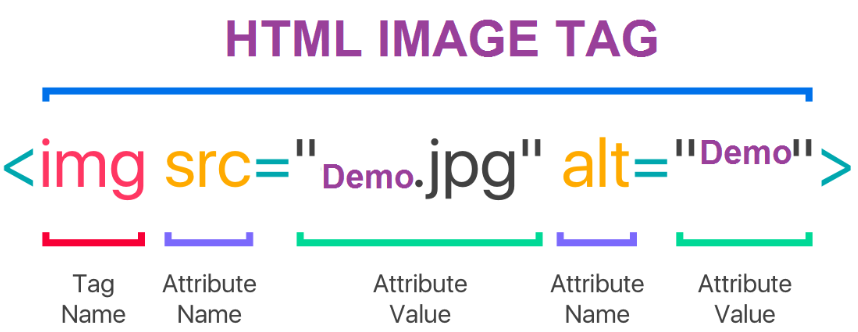 HTML IMAGE TAG
<img src="Demo.jpg" alt="Demo">
Tag Name
Attribute Name
Attribute Value
Attribute Name
Attribute Value